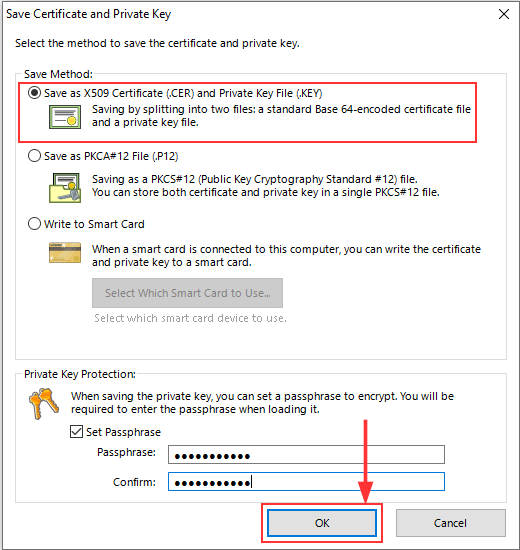 Save Certificate and Private Key
Select the method to save the certificate and private key.
Save Method:
Save as X509 Certificate (.CER) and Private Key File (.KEY)
Saving by splitting into two files: a standard Base 64-encoded certificate file
and a private key file.
Save as PKCA#12 File (.P12)
Saving as a PKCS#12 (Public Key Cryptography Standard #12) file.
You can store both certificate and private key in a single PKCS#12 file.
Write to Smart Card
When a smart card is connected to this computer, you can write the certificate
and private key to a smart card.
Select Which Smart Card to Use...
Select which smart card device to use.
Private Key Protection:
When saving the private key, you can set a passphrase to encrypt. You will be
required to enter the passphrase when loading it.
Set Passphrase
Passphrase: ●●●●●●●●●●●
Confirm: ●●●●●●●●●●●
OK Cancel